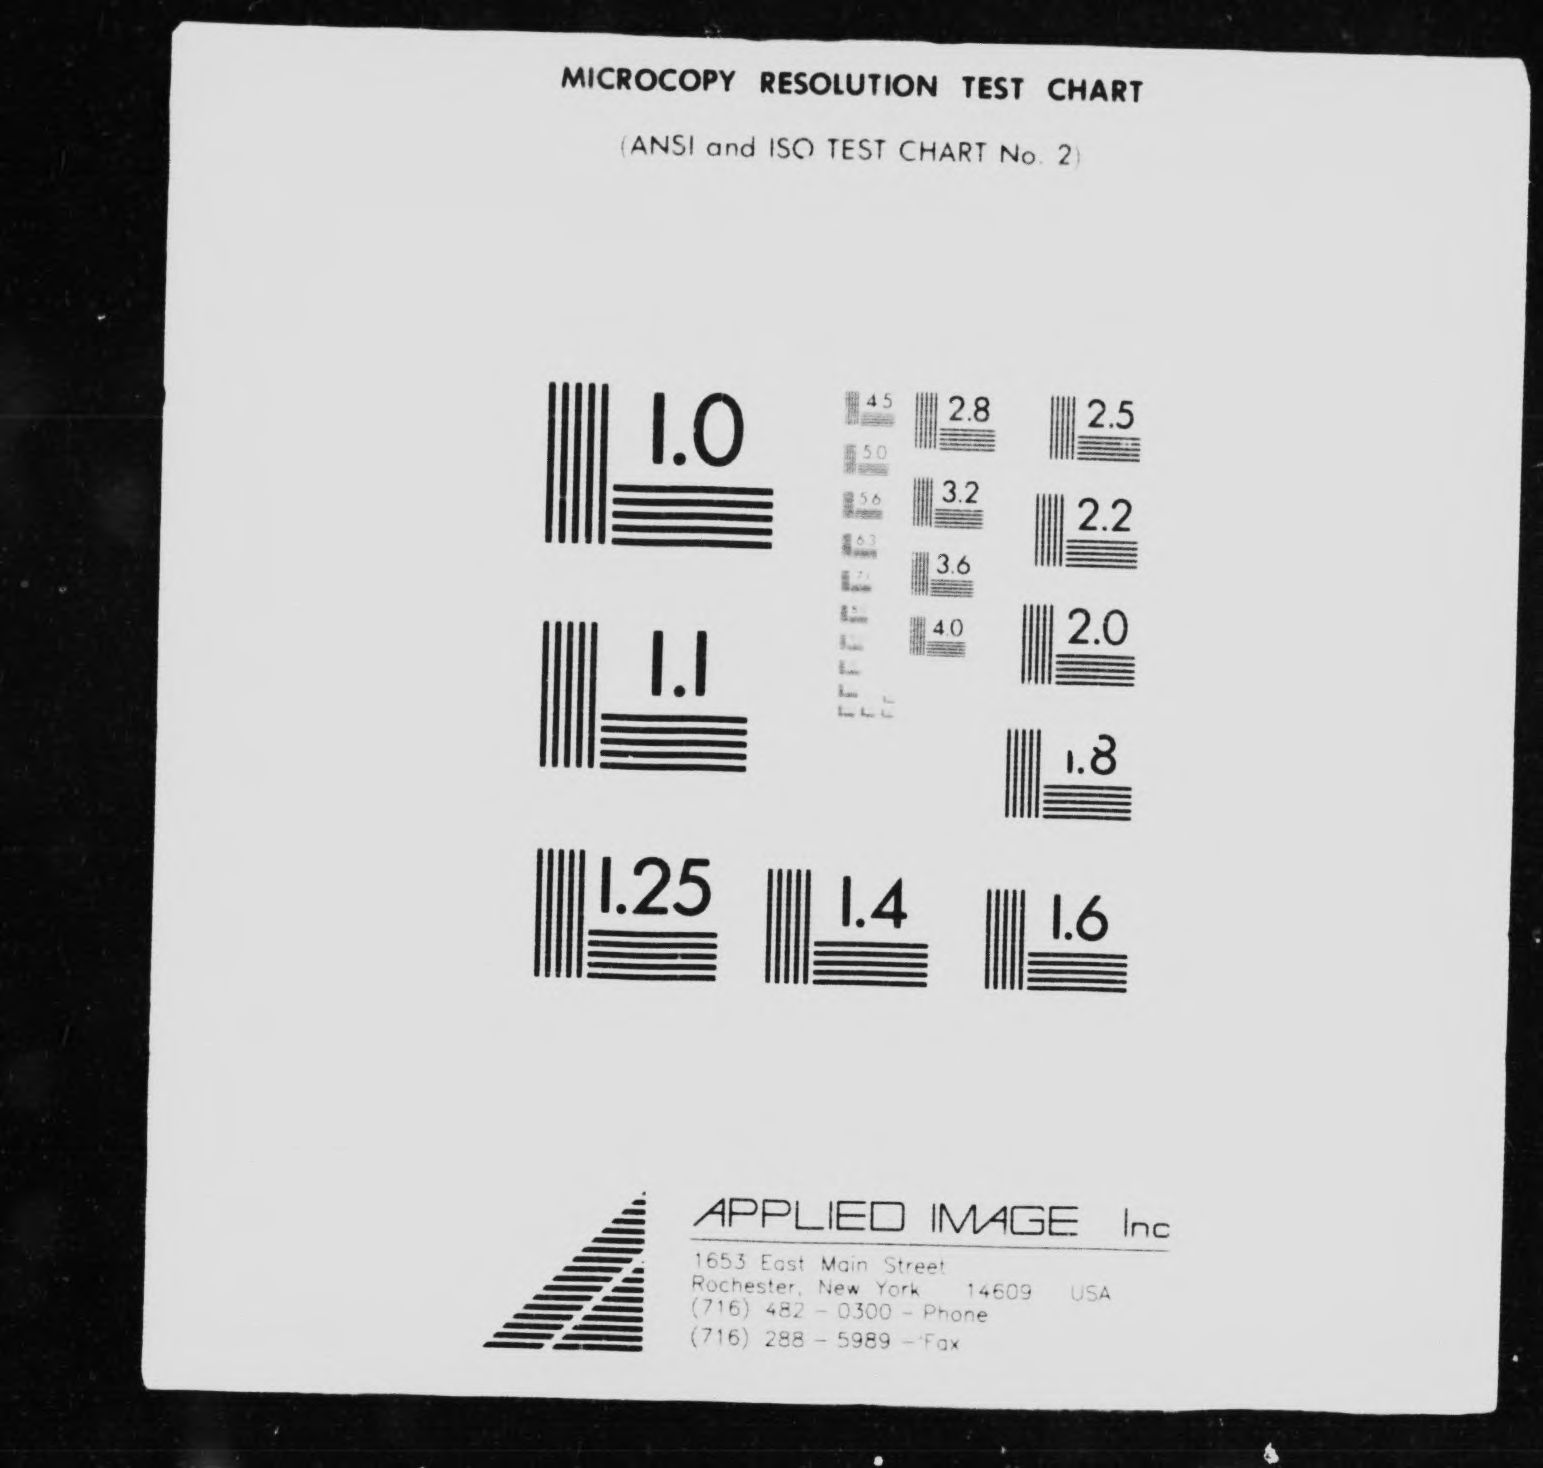 MICROCOPY RESOLUTION TEST CHART
(ANSI and ISO TEST CHART No. 2)
1.0
1.1
1.25
1.4
1.6
1.8
2.0
2.2
2.5
2.8
3.2
3.6
4.0
4.5
5.0
5.6
6.3
APPLIED IMAGE Inc
1653 East Main Street
Rochester, New York 14609 USA
(716) 482 - 0300 - Phone
(716) 288 - 5989 - Fax